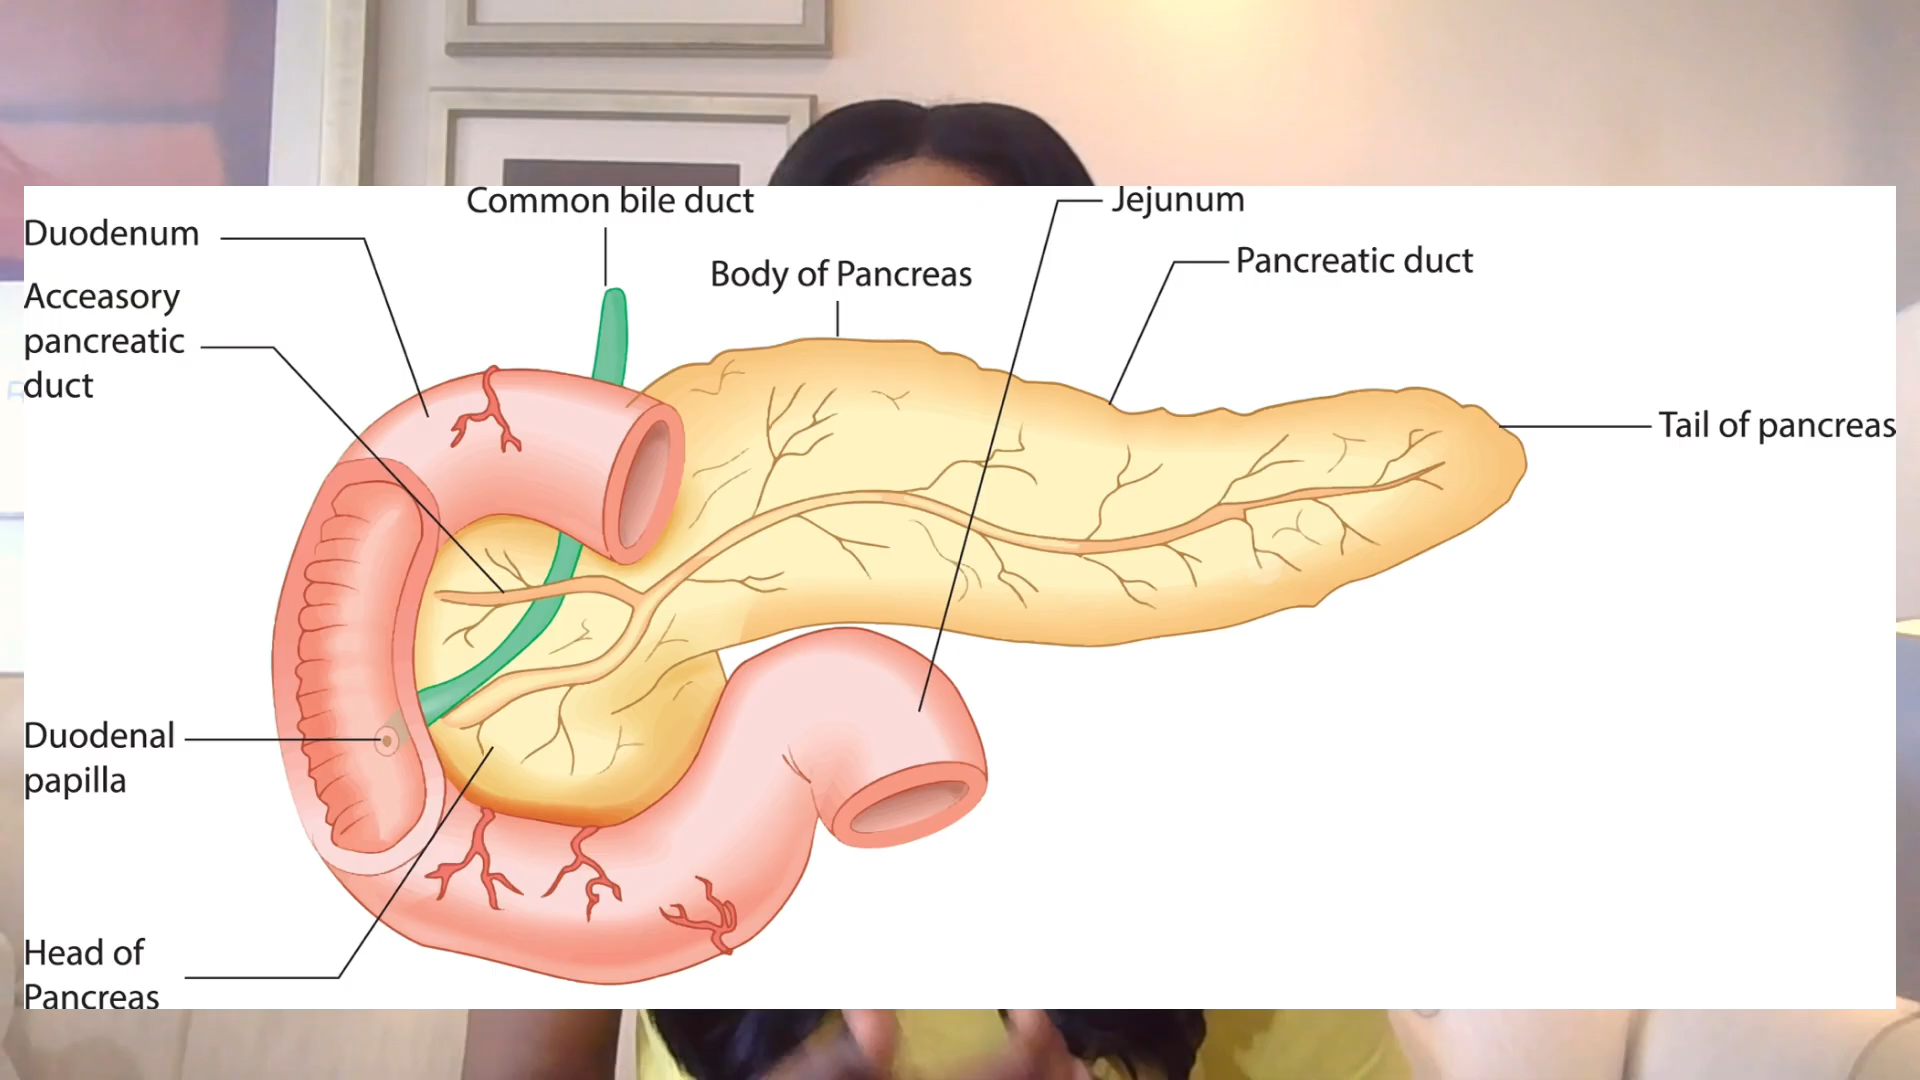 Common bile duct
Jejunum
Duodenum
Pancreatic duct
Body of Pancreas
Acceasory
pancreatic
duct
Tail of pancreas
Duodenal
papilla
Head of
Pancreas